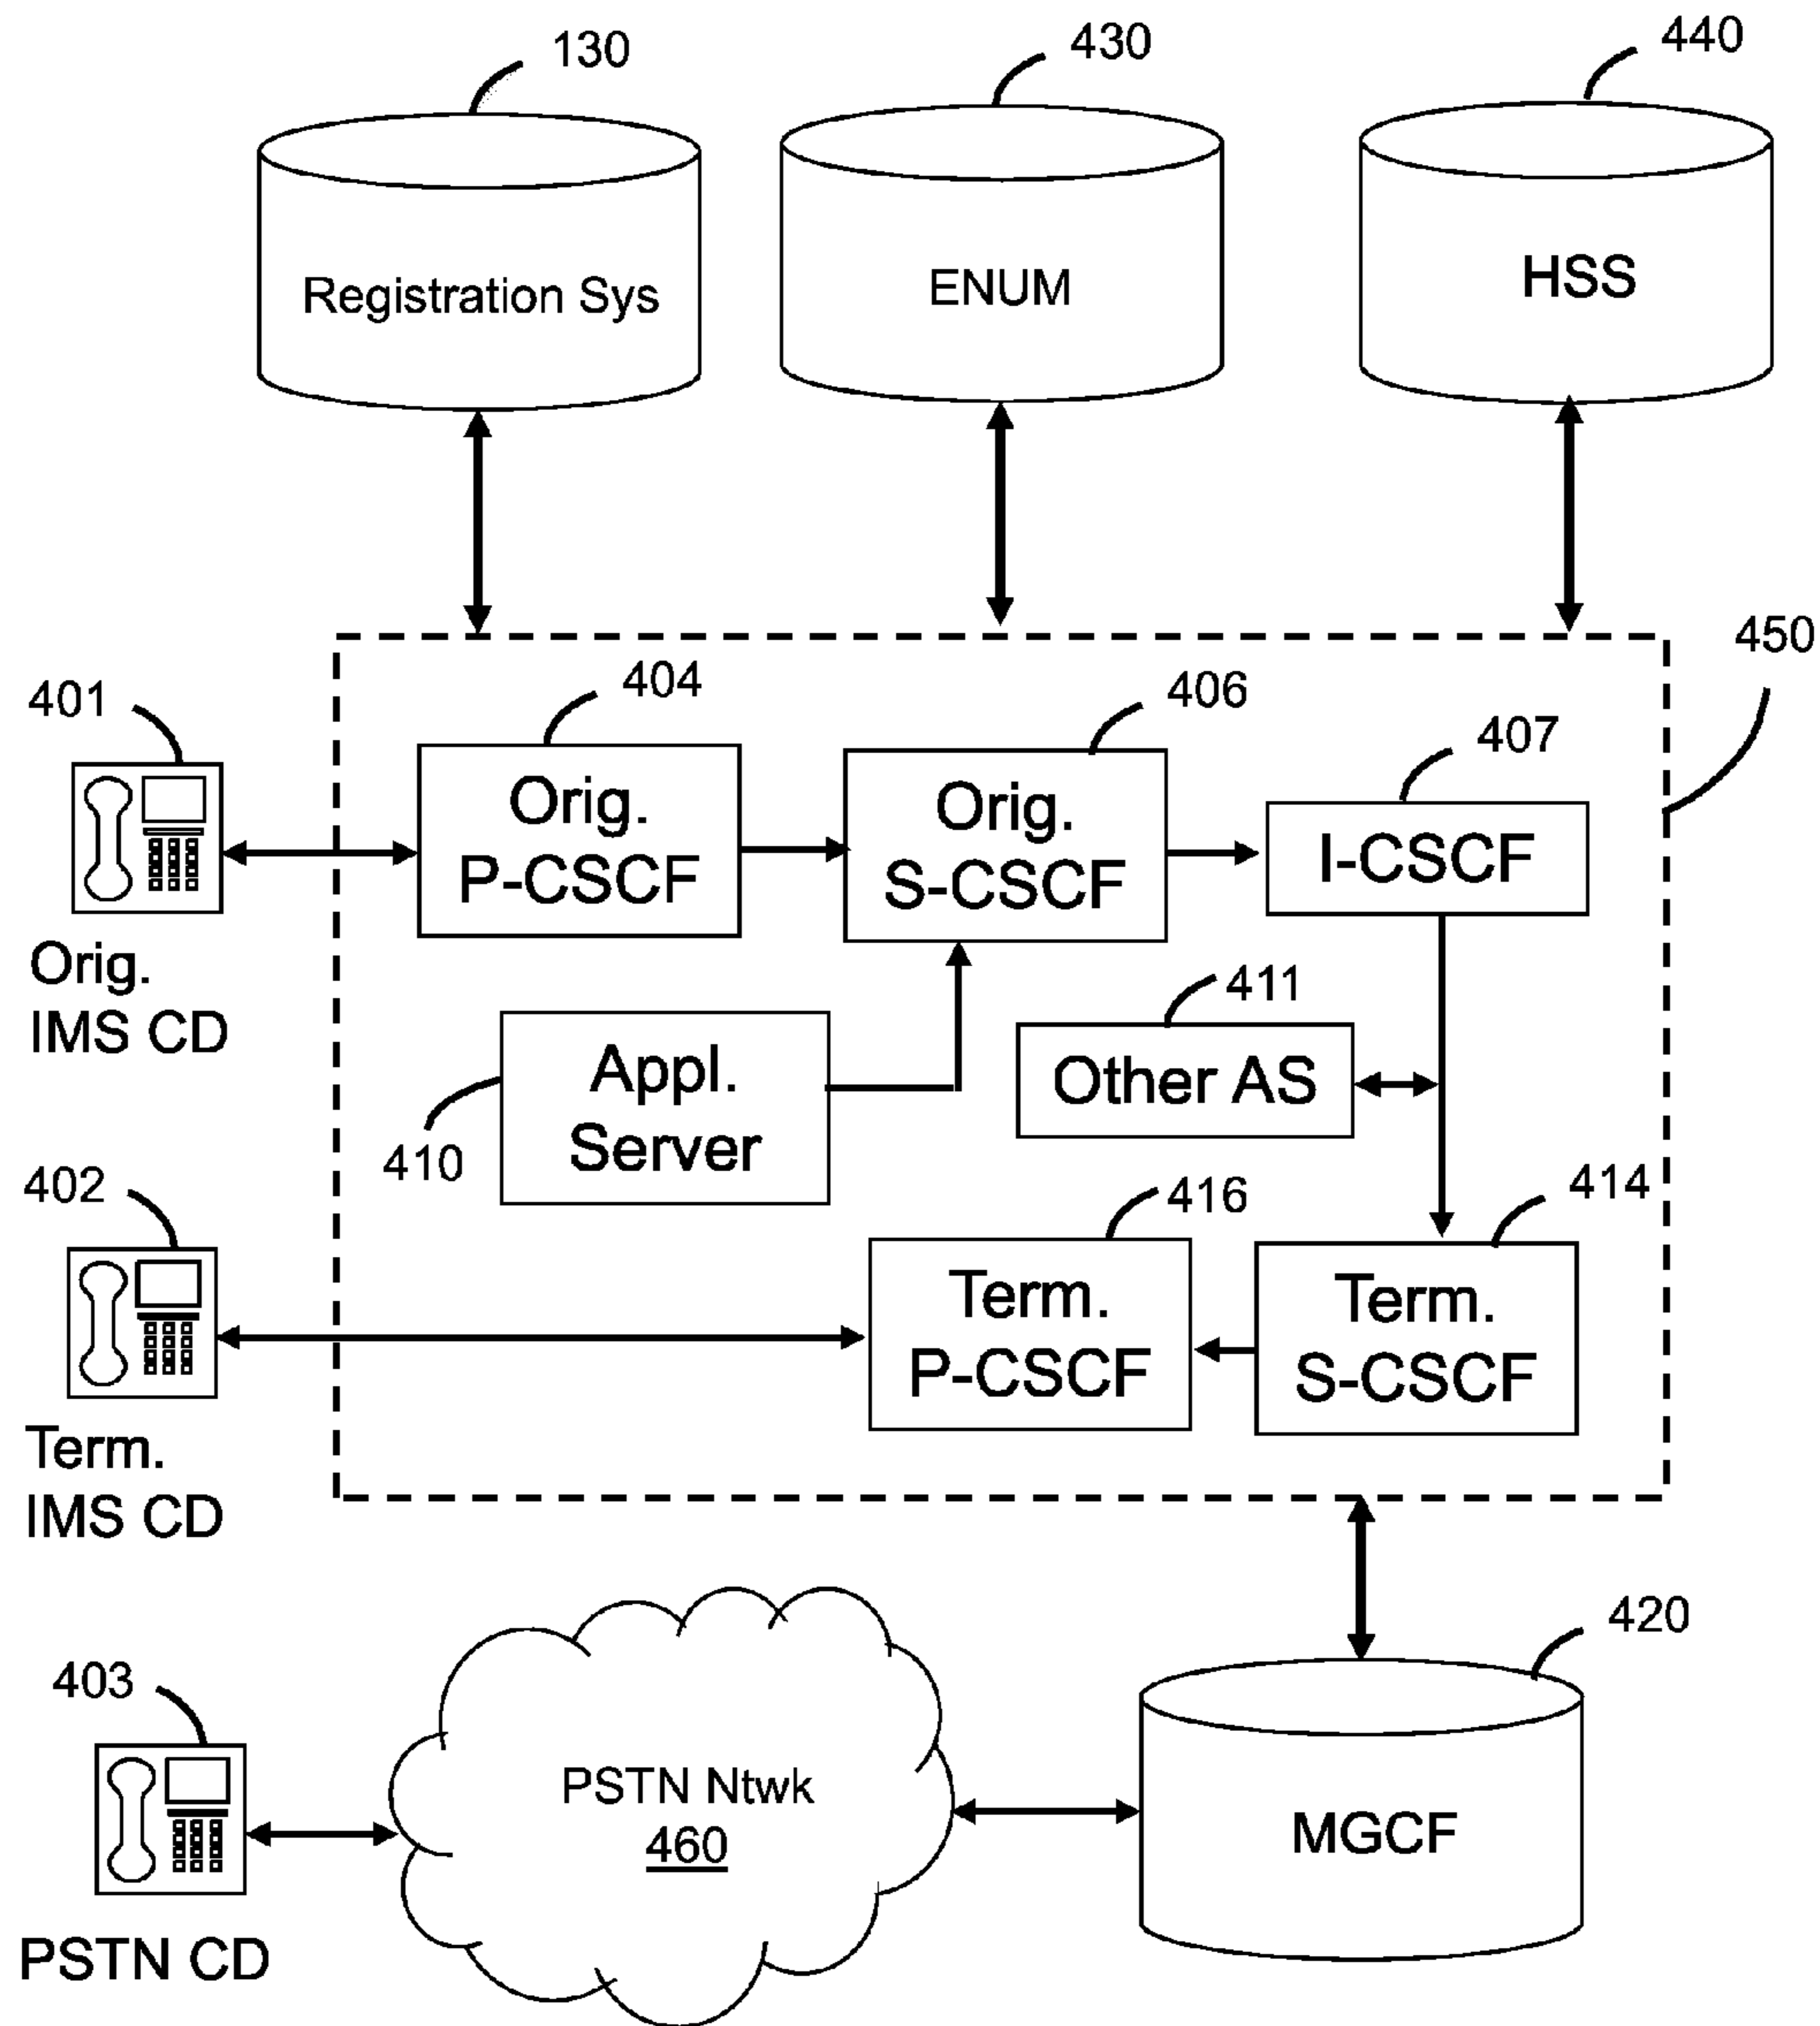 130
430
440
Registration Sys
ENUM
HSS
450
401
404
406
407
Orig.
P-CSCF
Orig.
S-CSCF
I-CSCF
Orig.
IMS CD
411
Appl.
Server
Other AS
410
402
416
414
Term.
P-CSCF
Term.
S-CSCF
Term.
IMS CD
420
403
PSTN Ntwk
460
MGCF
PSTN CD